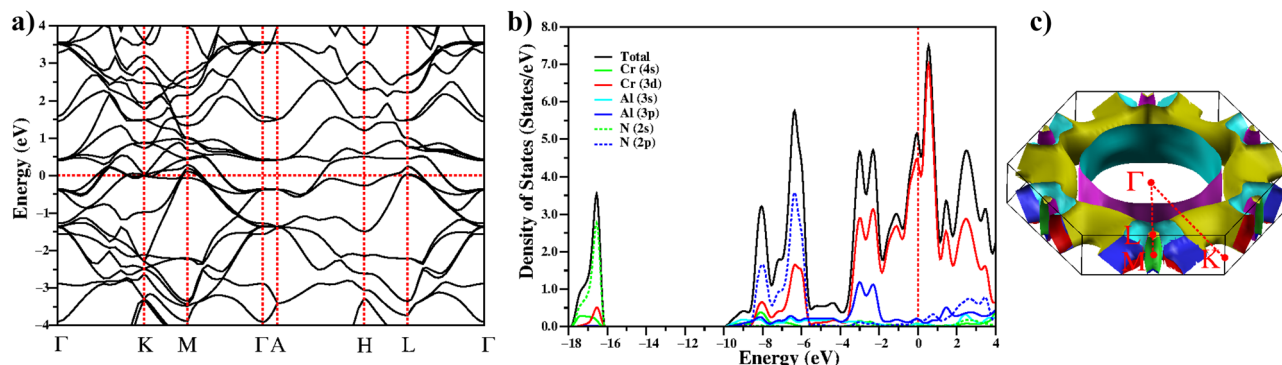 a)
Energy (eV)
4
3
2
1
0
−1
−2
−3
−4
Γ K M Γ A H L Γ
b)
Density of States (States/eV)
8.0
7.0
6.0
5.0
4.0
3.0
2.0
1.0
0.0
Total
Cr (4s)
Cr (3d)
Al (3s)
Al (3p)
N (2s)
N (2p)
−18 −16 −14 −12 −10 −8 −6 −4 −2 0 2 4
Energy (eV)
c)
Γ
L
M K